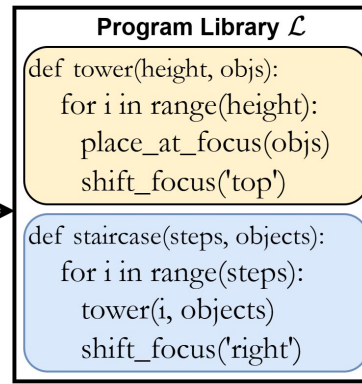 Program Library ℒ
def tower(height, objs):
for i in range(height):
place_at_focus(objs)
shift_focus('top')
def staircase(steps, objects):
for i in range(steps):
tower(i, objects)
shift_focus('right')